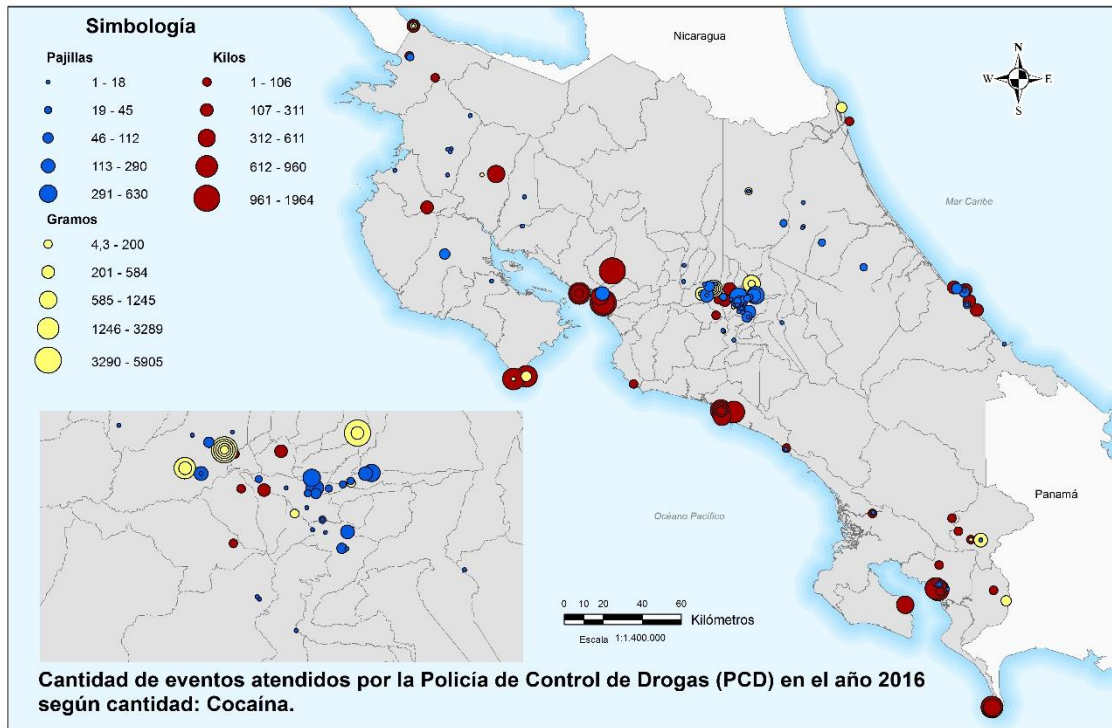 Simbología
Pajillas
1 - 18
19 - 45
46 - 112
113 - 290
291 - 630
Kilos
1 - 106
107 - 311
312 - 611
612 - 960
961 - 1964
Gramos
4,3 - 200
201 - 584
585 - 1245
1246 - 3289
3290 - 5905
Nicaragua
N
W E
S
Mar Caribe
Panamá
Océano Pacífico
0 10 20 40 60
Kilómetros
Escala 1:1.400.000
Cantidad de eventos atendidos por la Policía de Control de Drogas (PCD) en el año 2016
según cantidad: Cocaína.